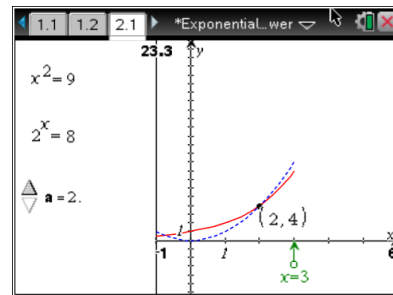 1.1 1.2 2.1 *Exponential...wer
23.3 y
x²=9
2ˣ=8
a=2.
(2,4)
1
x
-1 1 6
x=3